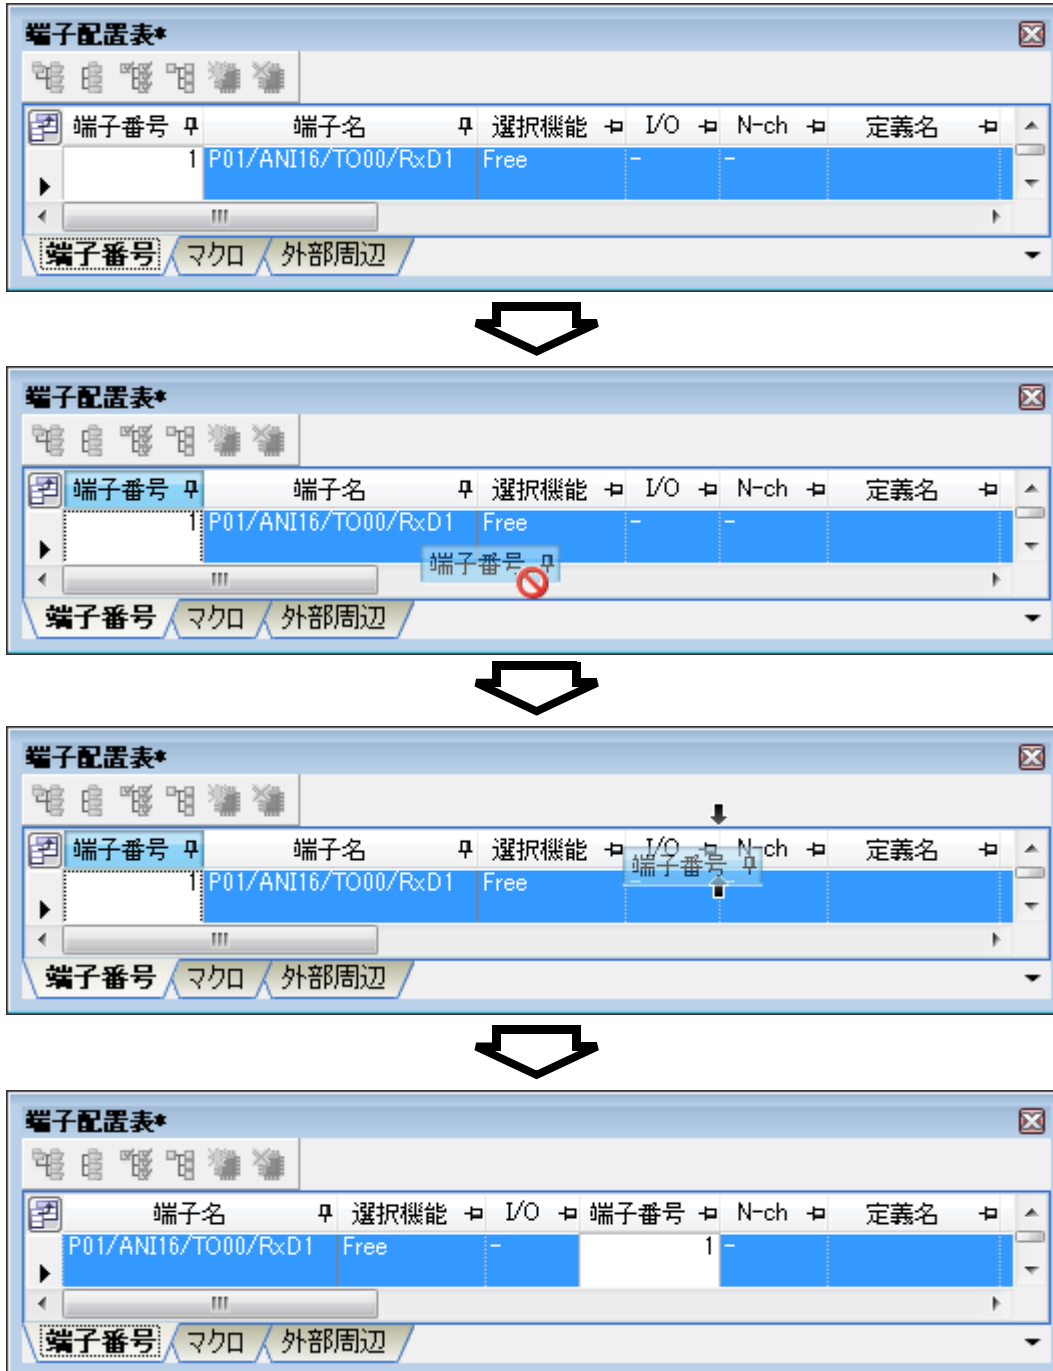 端子配置表*
端子番号 端子名 選択機能 I/O N-ch 定義名
1 P01/ANI16/TO00/RxD1 Free - -
端子番号 マクロ 外部周辺
端子配置表*
端子番号 端子名 選択機能 I/O N-ch 定義名
1 P01/ANI16/TO00/RxD1 Free - -
端子番号
端子番号 マクロ 外部周辺
端子配置表*
端子番号 端子名 選択機能 I/O N-ch 定義名
端子番号
1 P01/ANI16/TO00/RxD1 Free - -
端子番号 マクロ 外部周辺
端子配置表*
端子名 選択機能 I/O 端子番号 N-ch 定義名
P01/ANI16/TO00/RxD1 Free - 1 -
端子番号 マクロ 外部周辺